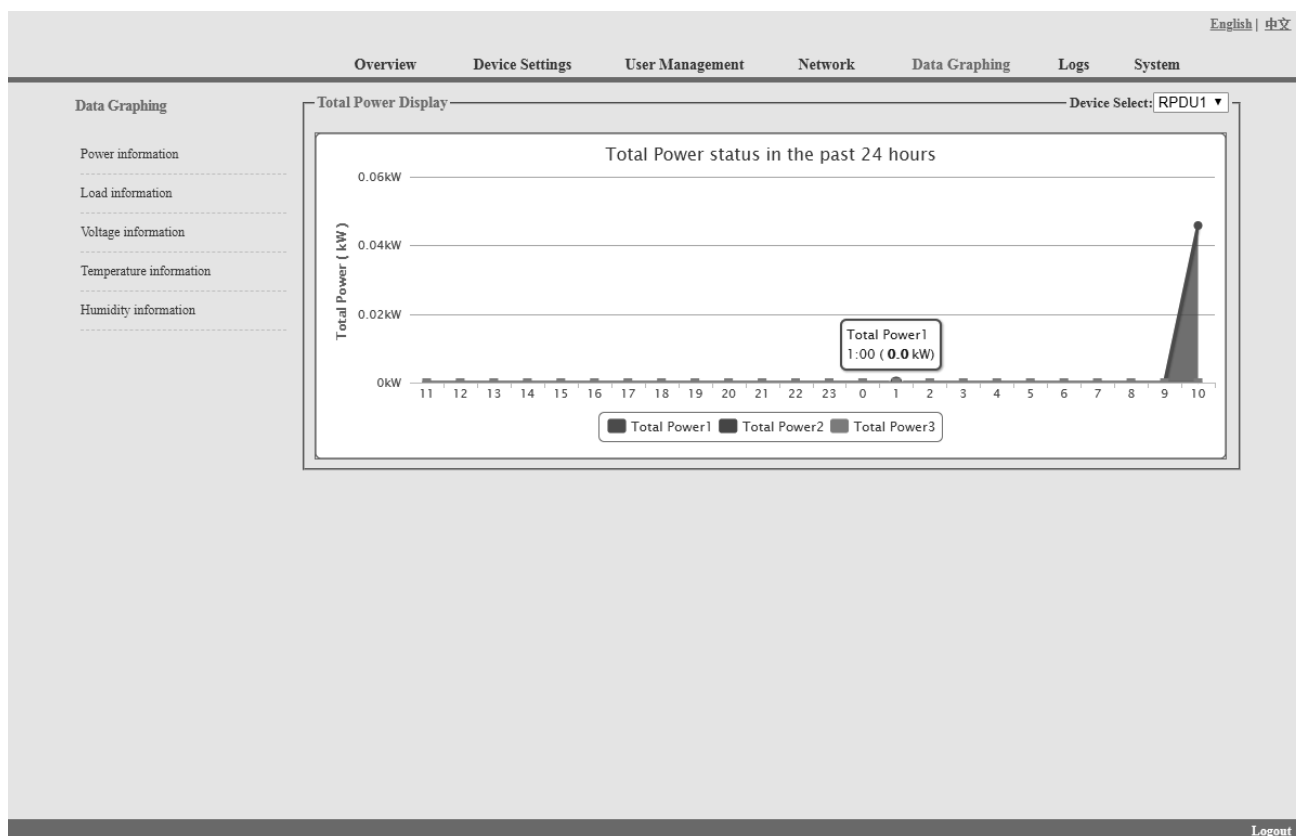 English | 中文
Overview Device Settings User Management Network Data Graphing Logs System
Data Graphing
Power information
Load information
Voltage information
Temperature information
Humidity information
Total Power Display
Device Select: RPDU1 ▼
Total Power status in the past 24 hours
Total Power ( kW )
0.06kW
0.04kW
0.02kW
0kW
Total Power1
1:00 ( 0.0 kW)
11 12 13 14 15 16 17 18 19 20 21 22 23 0 1 2 3 4 5 6 7 8 9 10
Total Power1 Total Power2 Total Power3
Logout